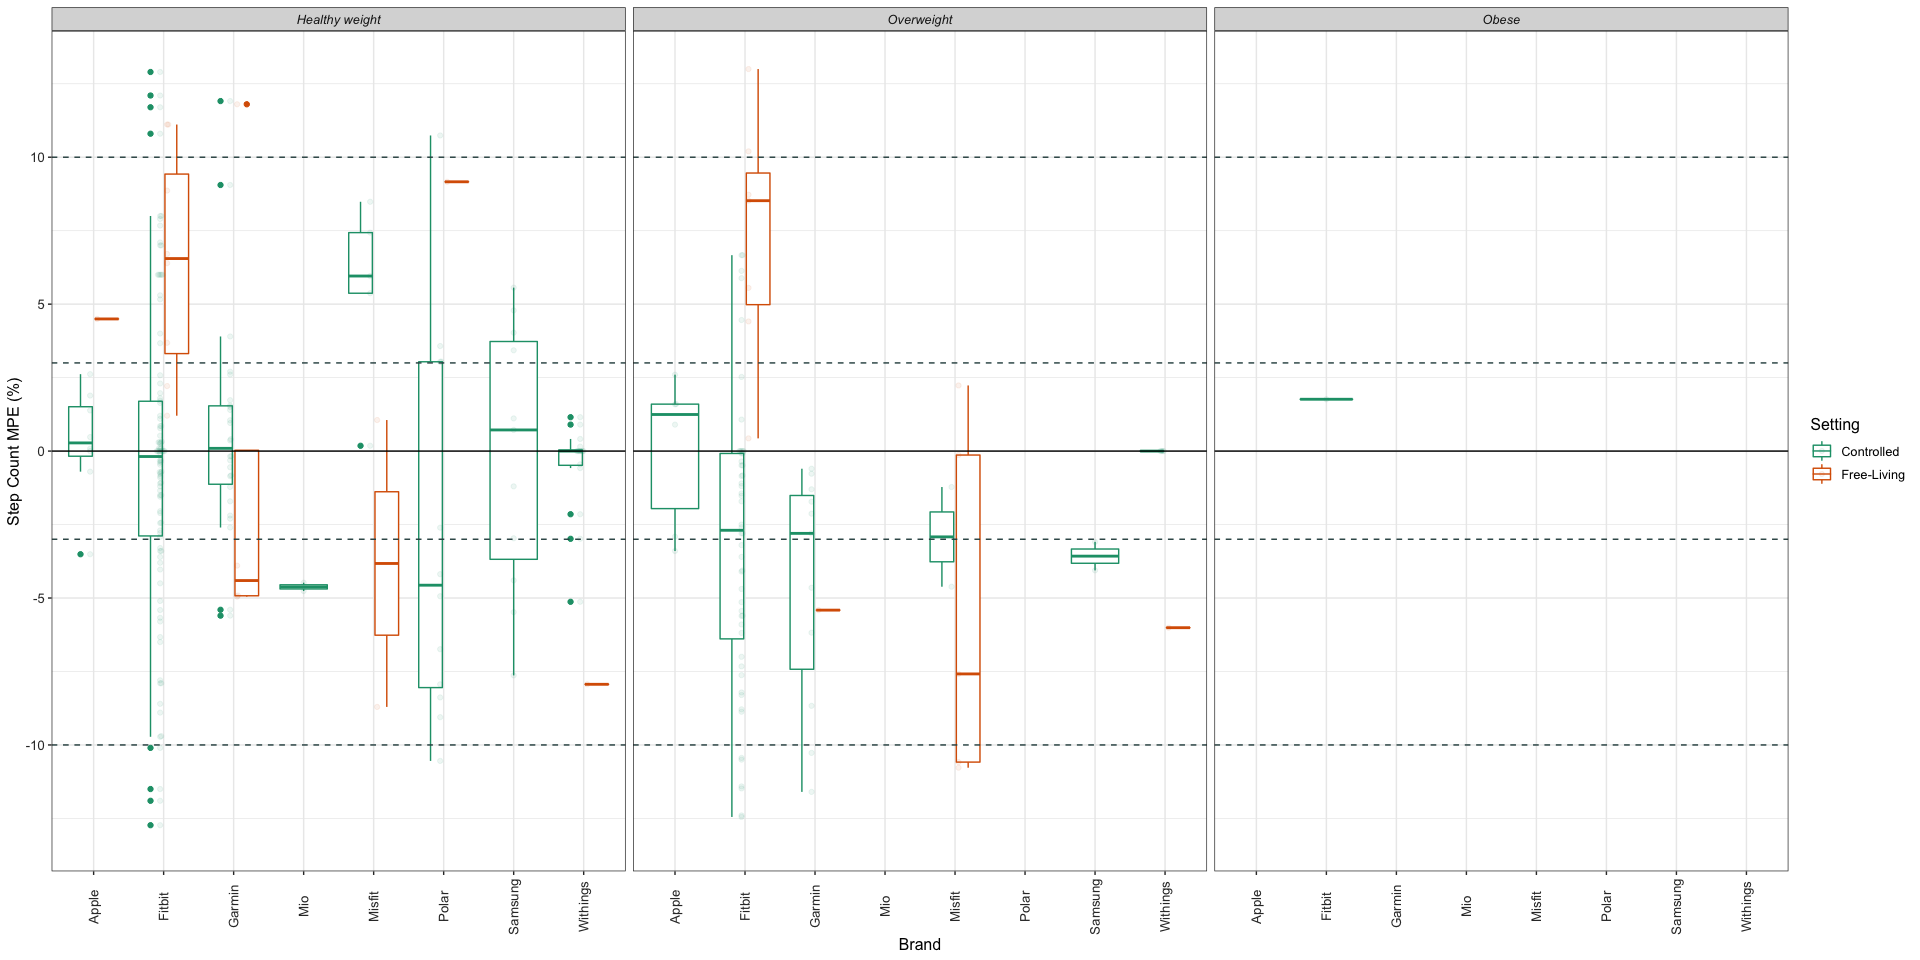 Healthy weight
Overweight
Obese
Step Count MPE (%)
10
5
0
-5
-10
Apple
Fitbit
Garmin
Mio
Misfit
Polar
Samsung
Withings
Apple
Fitbit
Garmin
Mio
Misfit
Polar
Samsung
Withings
Apple
Fitbit
Garmin
Mio
Misfit
Polar
Samsung
Withings
Brand
Setting
Controlled
Free-Living